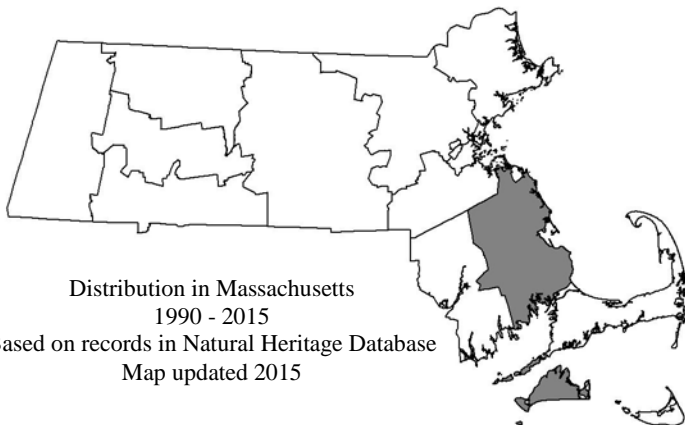 Distribution in Massachusetts
1990 - 2015
ased on records in Natural Heritage Database
Map updated 2015